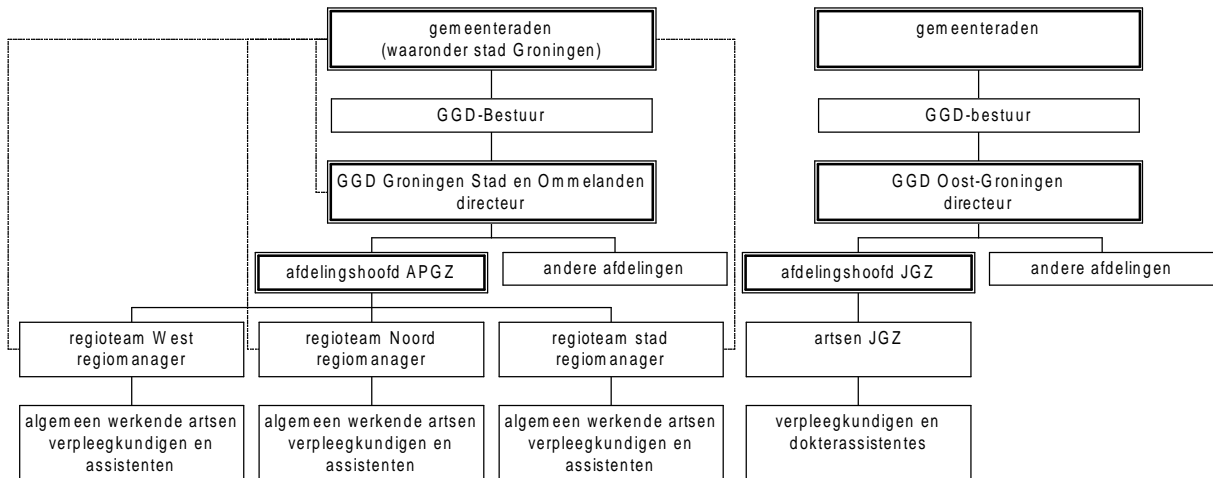 gemeenteraden
(waaronder stad Groningen)
GGD-Bestuur
GGD Groningen Stad en Ommelanden
directeur
afdelingshoofd APGZ
andere afdelingen
regioteam West
regiomanager
regioteam Noord
regiomanager
regioteam stad
regiomanager
algemeen werkende artsen
verpleegkundigen en
assistenten
algemeen werkende artsen
verpleegkundigen en
assistenten
algemeen werkende artsen
verpleegkundigen en
assistenten
gemeenteraden
GGD-bestuur
GGD Oost-Groningen
directeur
afdelingshoofd JGZ
andere afdelingen
artsen JGZ
verpleegkundigen en
dokterassistentes